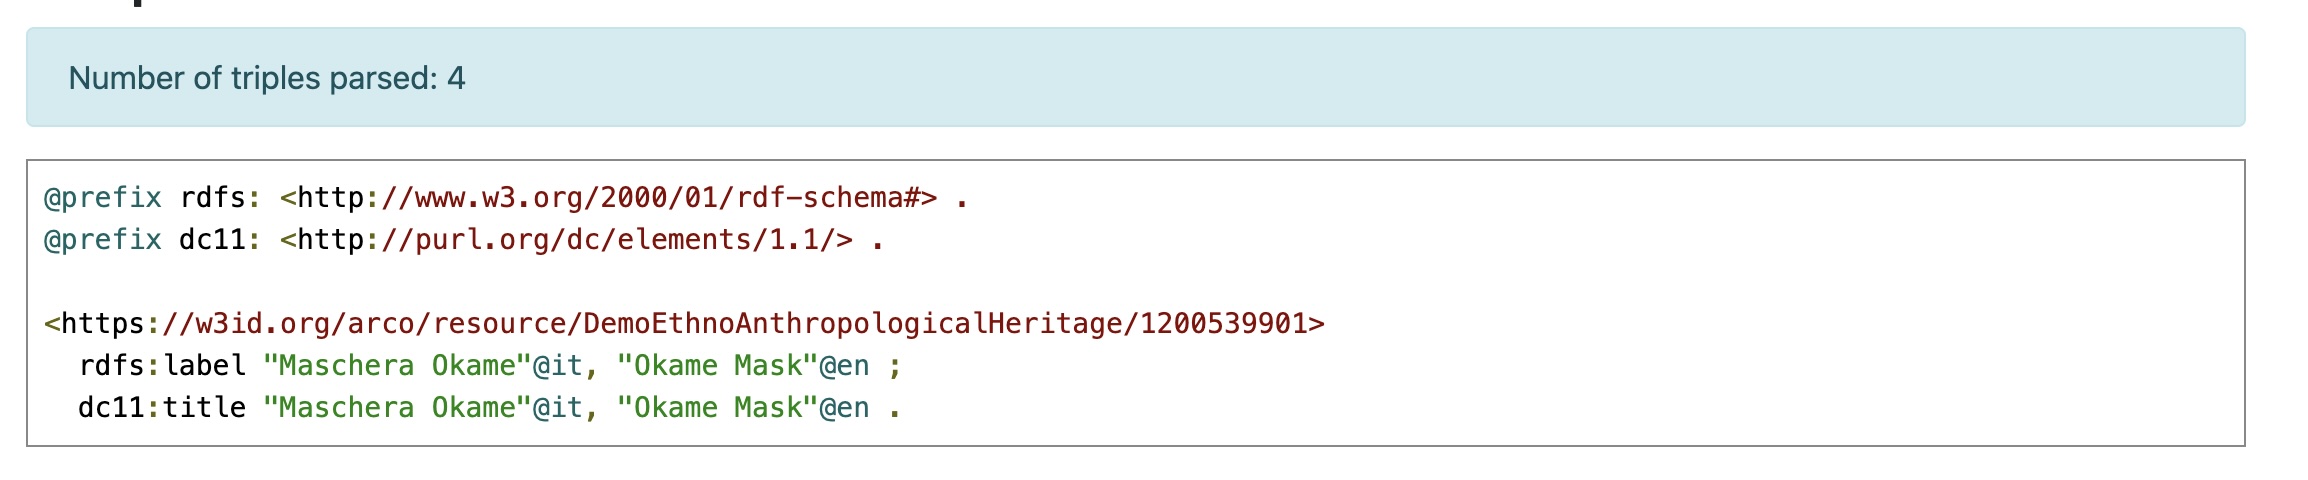 Number of triples parsed: 4
@prefix rdfs: <http://www.w3.org/2000/01/rdf-schema#> .
@prefix dc11: <http://purl.org/dc/elements/1.1/> .
<https://w3id.org/arco/resource/DemoEthnoAnthropologicalHeritage/1200539901>
rdfs:label "Maschera Okame"@it, "Okame Mask"@en ;
dc11:title "Maschera Okame"@it, "Okame Mask"@en .